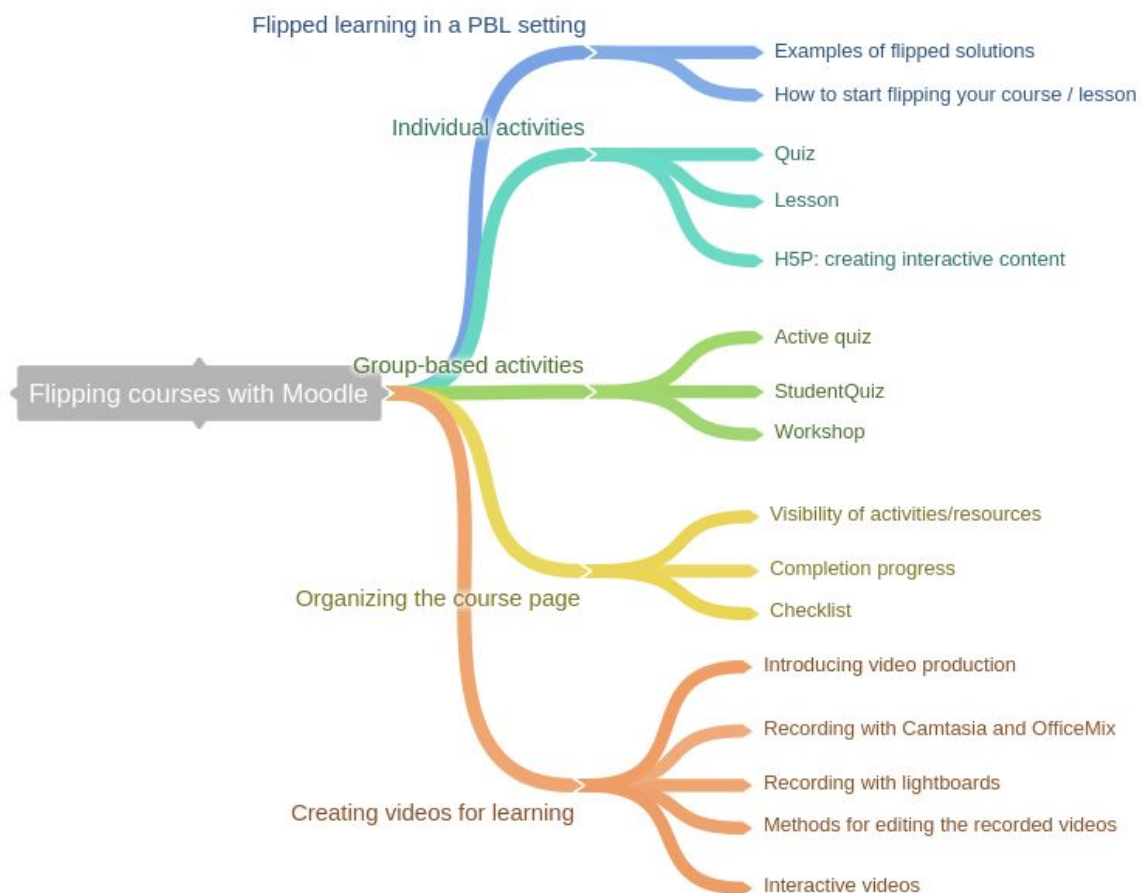 Flipping courses with Moodle
Flipped learning in a PBL setting
Examples of flipped solutions
How to start flipping your course / lesson
Individual activities
Quiz
Lesson
H5P: creating interactive content
Group-based activities
Active quiz
StudentQuiz
Workshop
Organizing the course page
Visibility of activities/resources
Completion progress
Checklist
Creating videos for learning
Introducing video production
Recording with Camtasia and OfficeMix
Recording with lightboards
Methods for editing the recorded videos
Interactive videos